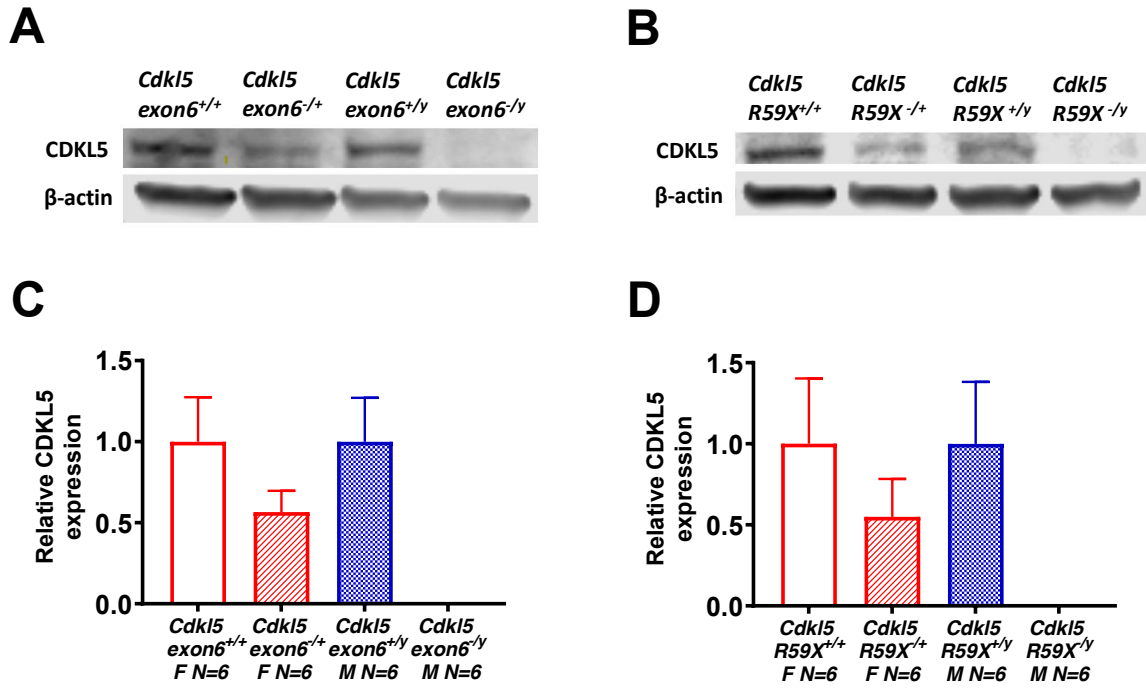 A
Cdkl5 Cdkl5 Cdkl5 Cdkl5
exon6+/+ exon6-/+ exon6+/y exon6-/y
CDKL5
β-actin
B
Cdkl5 Cdkl5 Cdkl5 Cdkl5
R59X+/+ R59X -/+ R59X +/y R59X -/y
CDKL5
β-actin
C
Relative CDKL5
expression
1.5
1.0
0.5
0.0
Cdkl5 Cdkl5 Cdkl5 Cdkl5
exon6+/+ exon6-/+ exon6+/y exon6-/y
F N=6 F N=6 M N=6 M N=6
D
Relative CDKL5
expression
1.5
1.0
0.5
0.0
Cdkl5 Cdkl5 Cdkl5 Cdkl5
R59X+/+ R59X-/+ R59X+/y R59X-/y
F N=6 F N=6 M N=6 M N=6